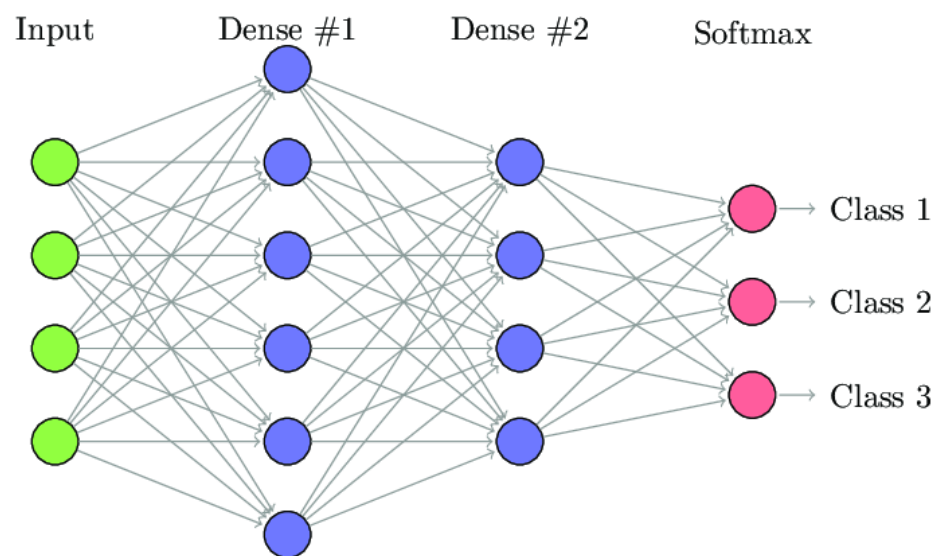 Input
Dense #1
Dense #2
Softmax
Class 1
Class 2
Class 3